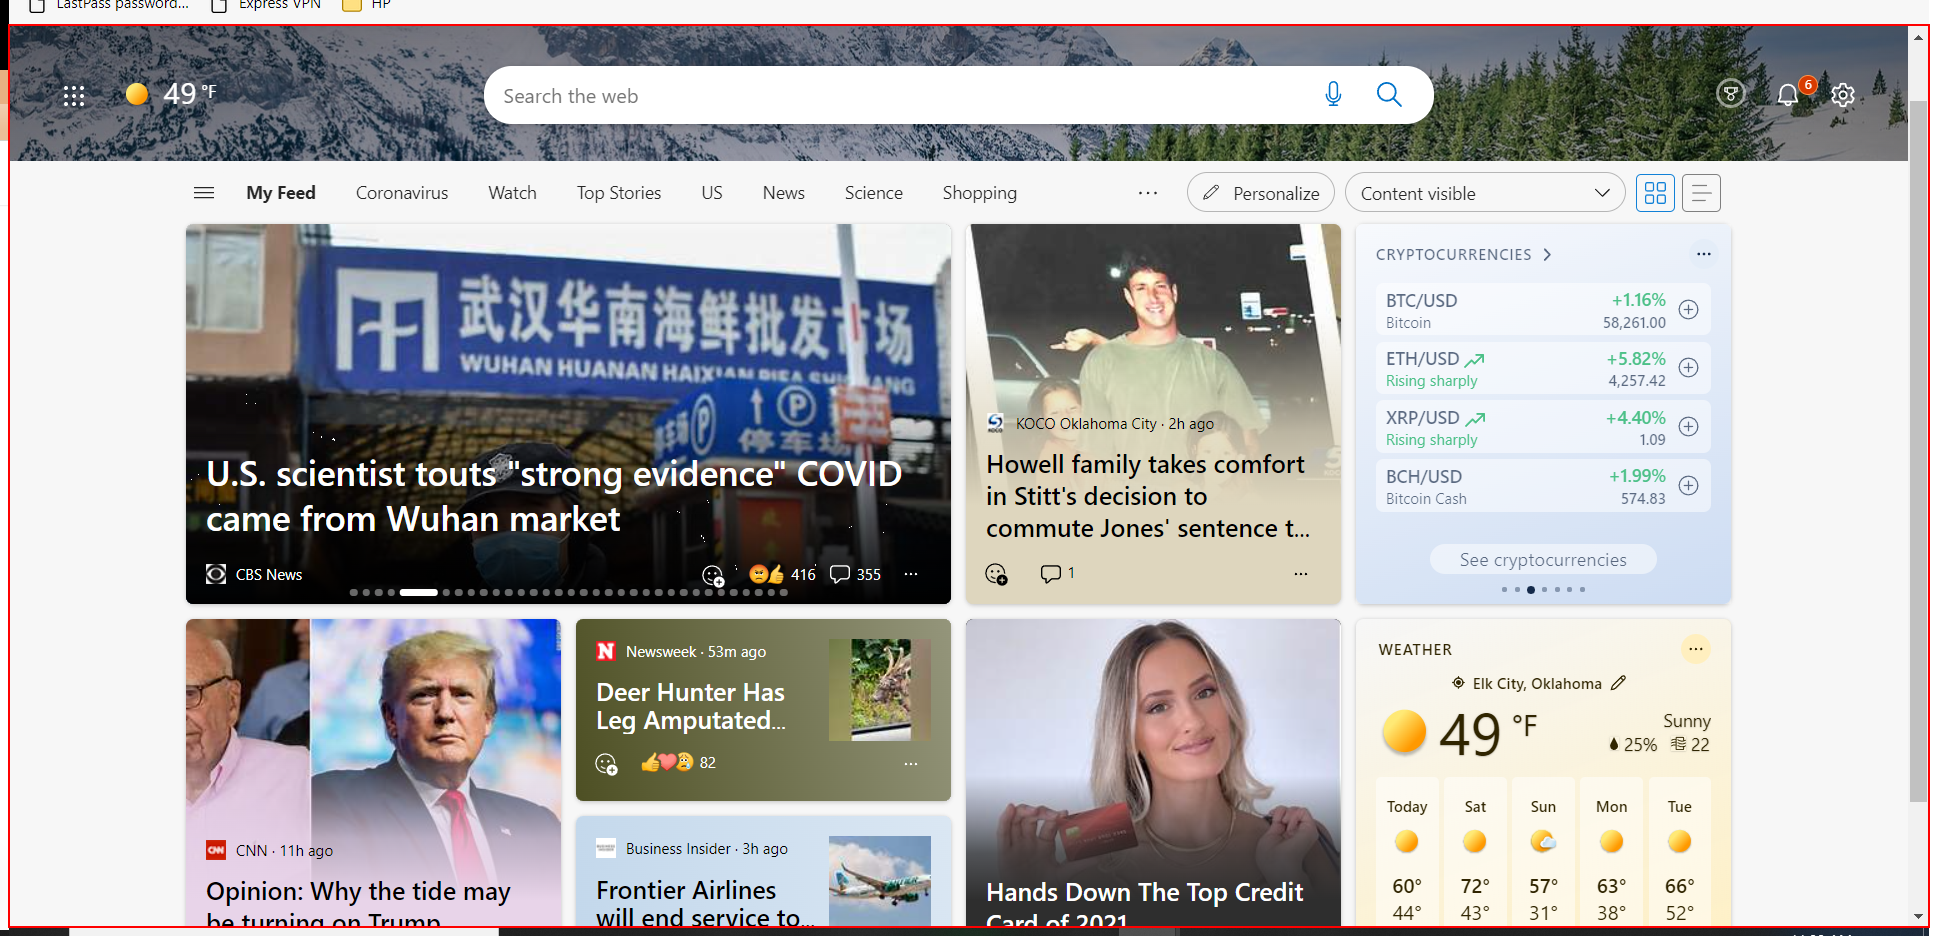 LastPass password...
Express VPN
HP
49 °F
Search the web
6
My Feed
Coronavirus
Watch
Top Stories
US
News
Science
Shopping
Personalize
Content visible
武汉华南海鲜批发市场
WUHAN HUANAN HAIXIAN PIFA SHICHANG
P
P
停车场
U.S. scientist touts "strong evidence" COVID
came from Wuhan market
CBS News
416
355
KOCO Oklahoma City · 2h ago
Howell family takes comfort
in Stitt's decision to
commute Jones' sentence t...
1
CRYPTOCURRENCIES
BTC/USD +1.16%
Bitcoin 58,261.00
ETH/USD +5.82%
Rising sharply 4,257.42
XRP/USD +4.40%
Rising sharply 1.09
BCH/USD +1.99%
Bitcoin Cash 574.83
See cryptocurrencies
CNN · 11h ago
Opinion: Why the tide may
be turning on Trump
Newsweek · 53m ago
Deer Hunter Has
Leg Amputated...
82
Business Insider · 3h ago
Frontier Airlines
will end service to...
Hands Down The Top Credit
Card of 2021
WEATHER
Elk City, Oklahoma
49 °F
Sunny
25% 22
Today Sat Sun Mon Tue
60° 72° 57° 63° 66°
44° 43° 31° 38° 52°